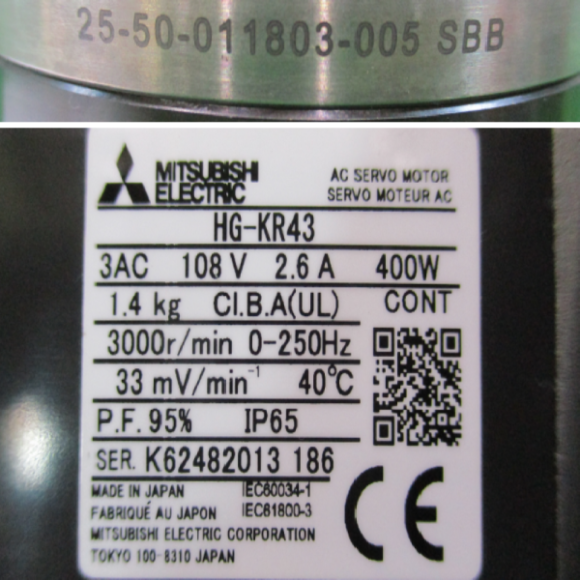 25-50-011803-005 SBB
MITSUBISHI
ELECTRIC
AC SERVO MOTOR
SERVO MOTEUR AC
HG-KR43
3AC 108 V 2.6 A 400W
1.4 kg Cl.B.A(UL) CONT
3000r/min 0-250Hz
33 mV/min⁻¹ 40℃
P.F. 95% IP65
SER. K62482013 186
MADE IN JAPAN IEC60034-1
FABRIQUÉ AU JAPON IEC61800-3
MITSUBISHI ELECTRIC CORPORATION
TOKYO 100-8310 JAPAN
CE